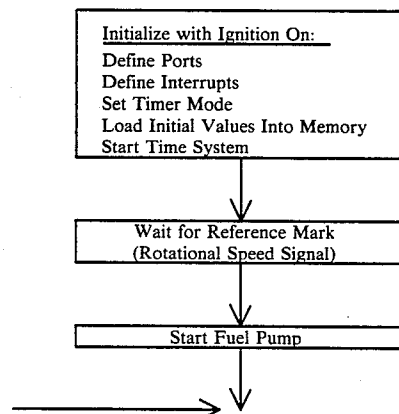 Initialize with Ignition On:
Define Ports
Define Interrupts
Set Timer Mode
Load Initial Values Into Memory
Start Time System
Wait for Reference Mark
(Rotational Speed Signal)
Start Fuel Pump